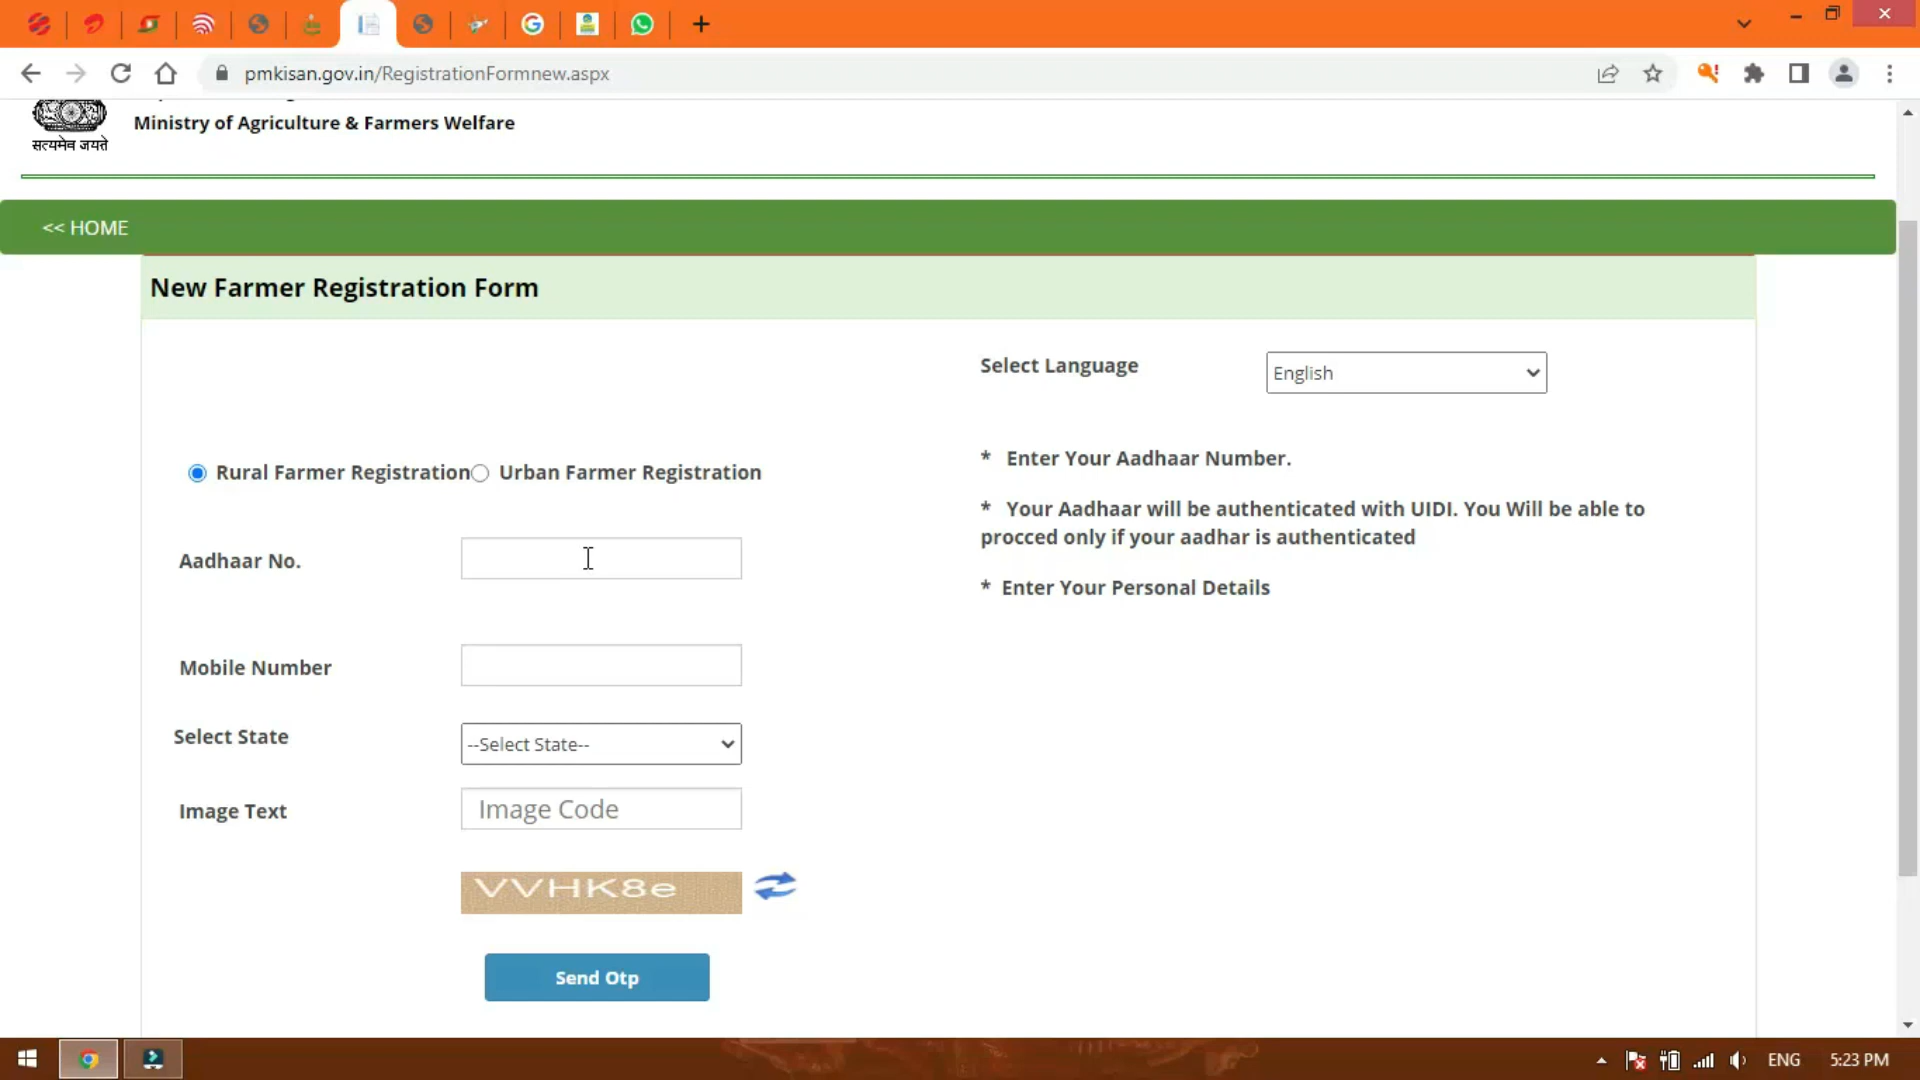 pmkisan.gov.in/RegistrationFormnew.aspx
Ministry of Agriculture & Farmers Welfare
सत्यमेव जयते
<< HOME
New Farmer Registration Form
Select Language
English
Rural Farmer Registration Urban Farmer Registration
* Enter Your Aadhaar Number.
* Your Aadhaar will be authenticated with UIDI. You Will be able to
procced only if your aadhar is authenticated
* Enter Your Personal Details
Aadhaar No.
Mobile Number
Select State
--Select State--
Image Text
Image Code
VVHK8e
Send Otp
ENG
5:23 PM